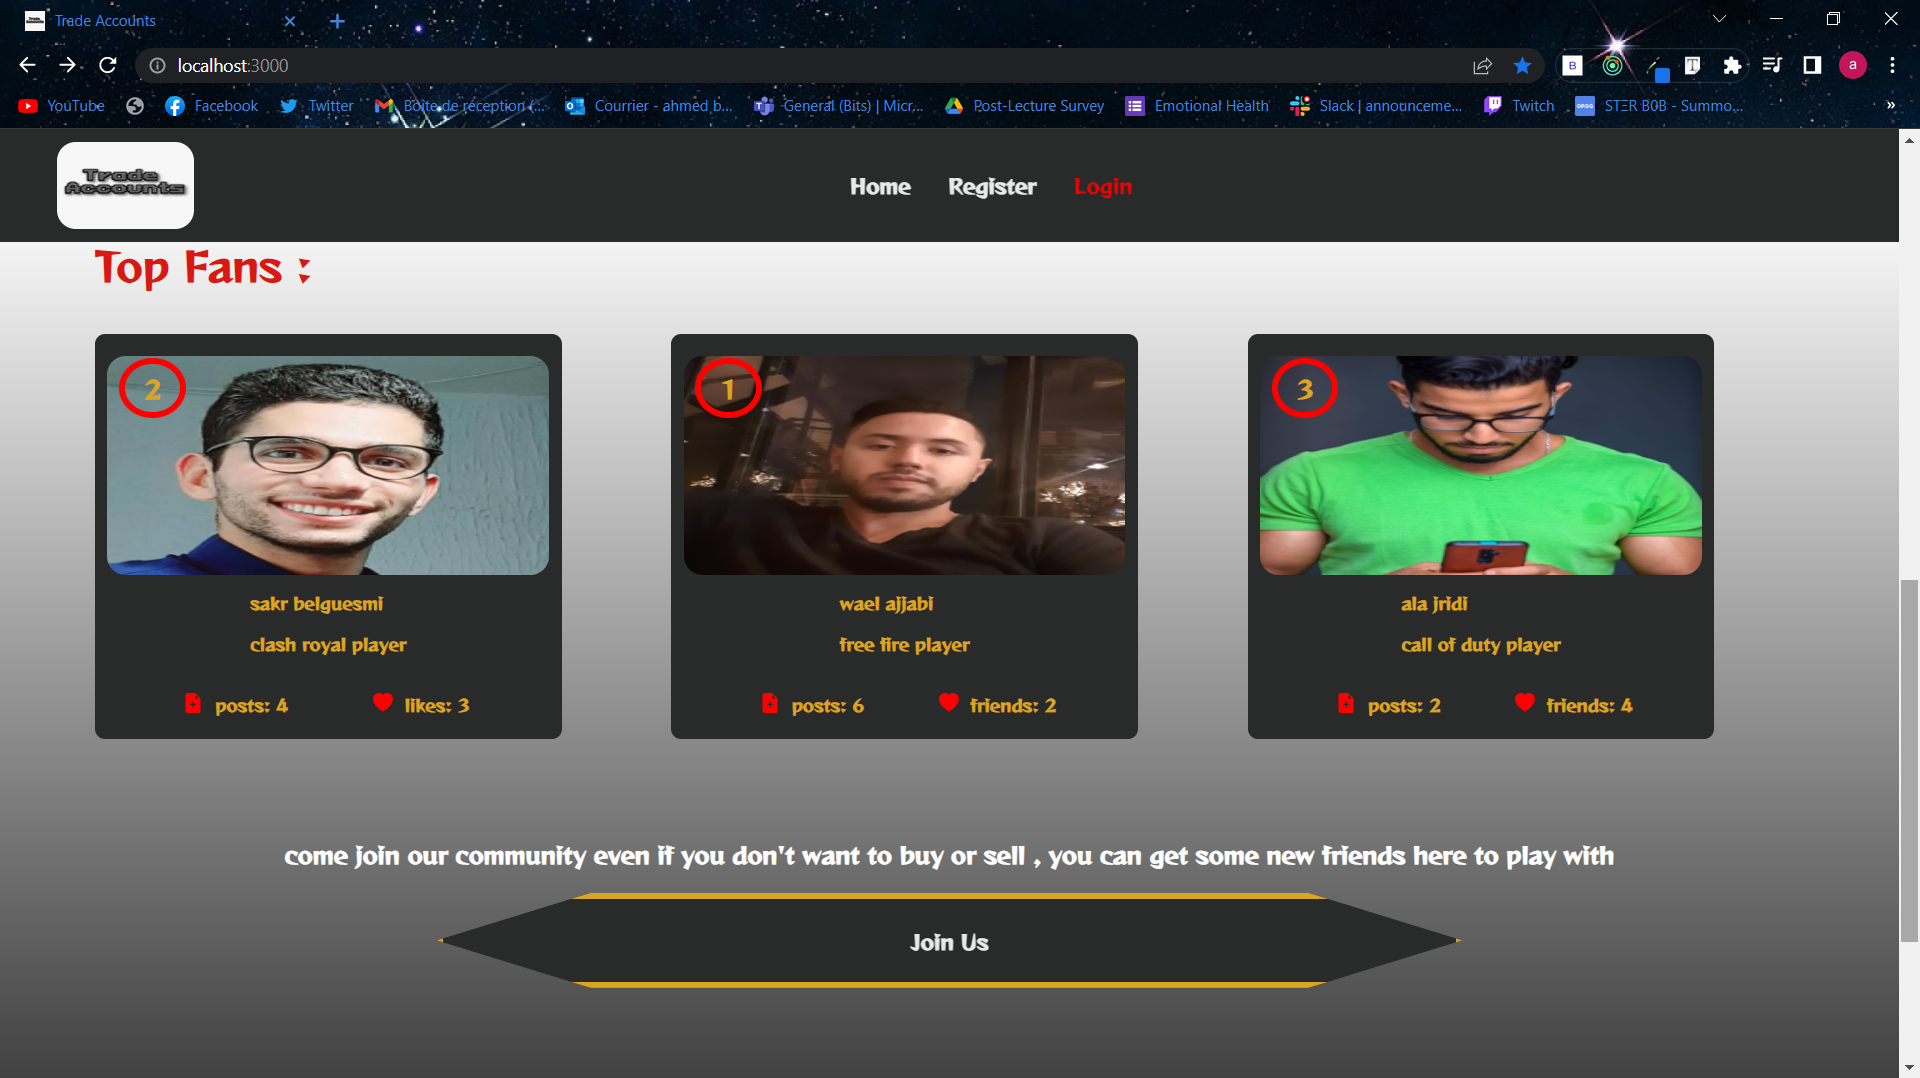 Trade Accounts
localhost:3000
YouTube
Facebook
Twitter
Boîte de réception (...
Courrier - ahmed b...
General (Bits) | Micr...
Post-Lecture Survey
Emotional Health
Slack | announceme...
Twitch
OP.GG
STΞR B0B - Summo...
»
B
T
a
Trade
Accounts
Home
Register
Login
Top Fans :
2
1
3
sakr belguesmi
clash royal player
posts: 4
likes: 3
wael ajjabi
free fire player
posts: 6
friends: 2
ala jridi
call of duty player
posts: 2
friends: 4
come join our community even if you don't want to buy or sell , you can get some new friends here to play with
Join Us